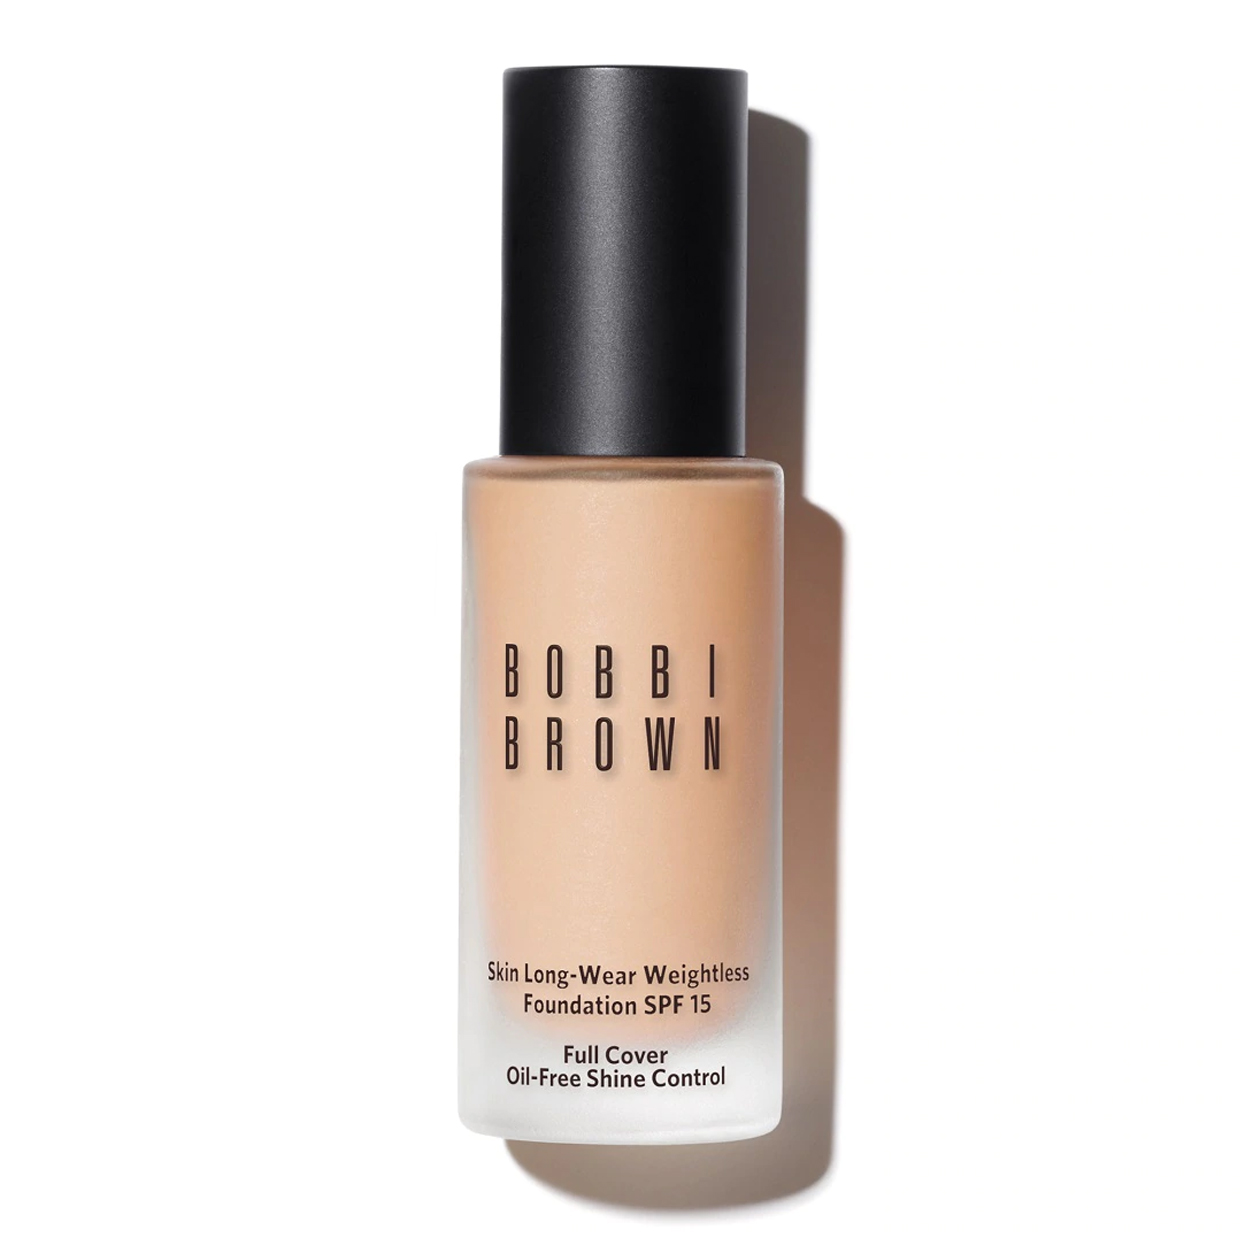 BOBBI
BROWN
Skin Long-Wear Weightless
Foundation SPF 15
Full Cover
Oil-Free Shine Control